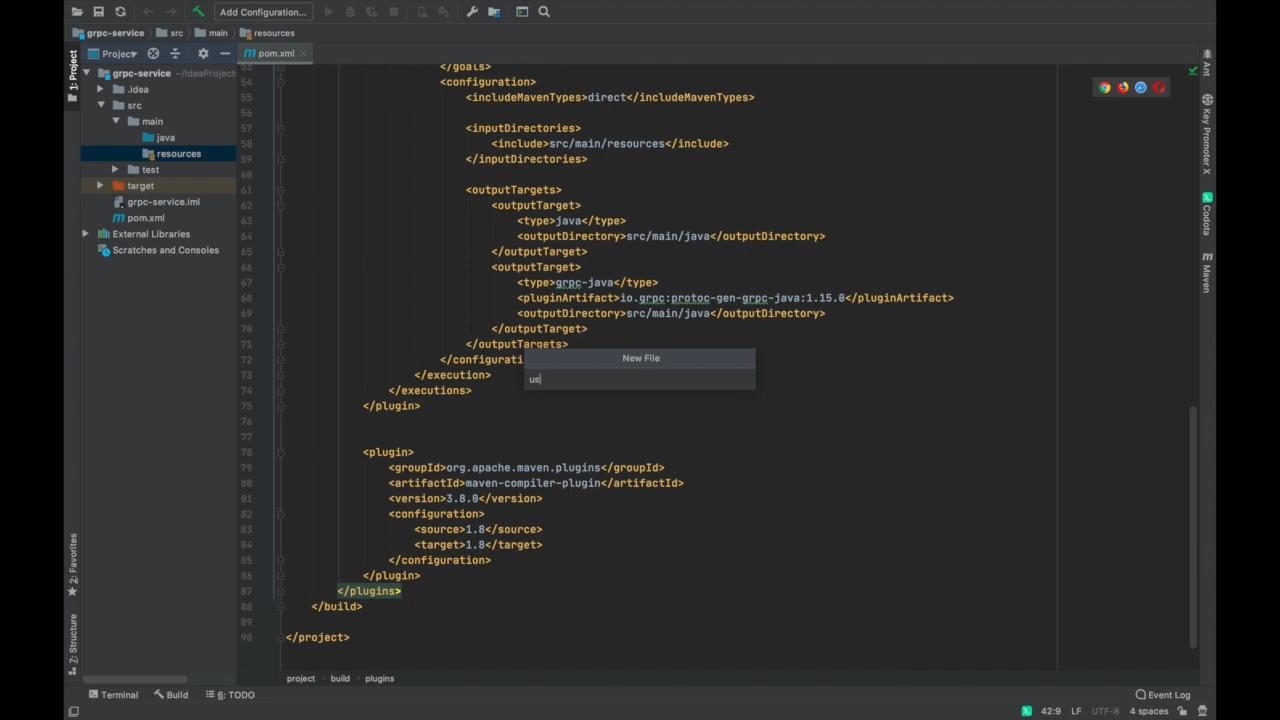 Add Configuration...
grpc-service
src
main
resources
1: Project
Project
pom.xml
grpc-service ~/IdeaProject
.idea
src
main
java
resources
test
target
grpc-service.iml
pom.xml
External Libraries
Scratches and Consoles
2: Favorites
Z: Structure
53 </goals>
54 <configuration>
55 <includeMavenTypes>direct</includeMavenTypes>
56
57 <inputDirectories>
58 <include>src/main/resources</include>
59 </inputDirectories>
60
61 <outputTargets>
62 <outputTarget>
63 <type>java</type>
64 <outputDirectory>src/main/java</outputDirectory>
65 </outputTarget>
66 <outputTarget>
67 <type>grpc-java</type>
68 <pluginArtifact>io.grpc:protoc-gen-grpc-java:1.15.0</pluginArtifact>
69 <outputDirectory>src/main/java</outputDirectory>
70 </outputTarget>
71 </outputTargets>
72 </configurati
73 </execution>
74 </executions>
75 </plugin>
76
77
78 <plugin>
79 <groupId>org.apache.maven.plugins</groupId>
80 <artifactId>maven-compiler-plugin</artifactId>
81 <version>3.8.0</version>
82 <configuration>
83 <source>1.8</source>
84 <target>1.8</target>
85 </configuration>
86 </plugin>
87 </plugins>
88 </build>
89
90 </project>
New File
us
Ant
Key Promoter X
Codota
m Maven
project
build
plugins
Terminal
Build
6: TODO
Event Log
42:9
LF
UTF-8
4 spaces